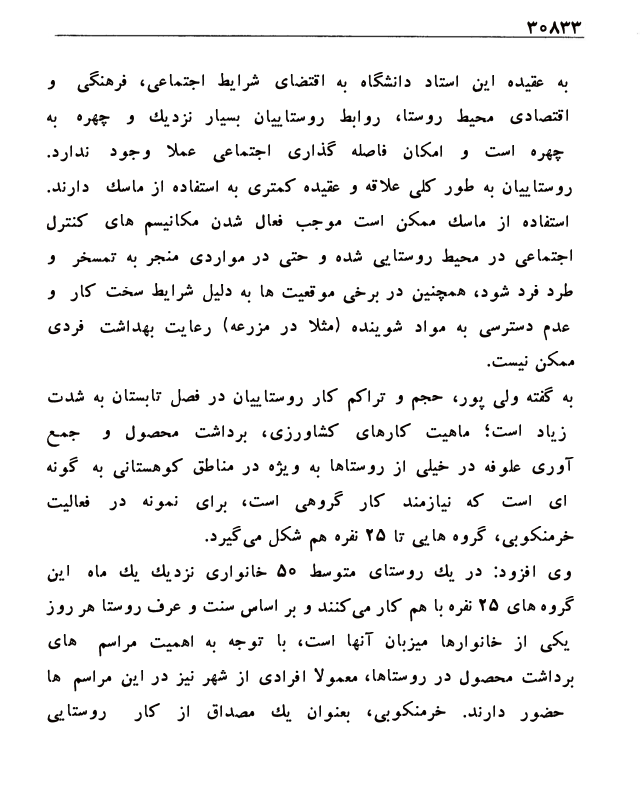 ۳۰۸۳۳
به عقیده این استاد دانشگاه به اقتضای شرایط اجتماعی، فرهنگی و
اقتصادی محیط روستا، روابط روستاییان بسیار نزدیك و چهره به
چهره است و امکان فاصله گذاری اجتماعی عملا وجود ندارد.
روستاییان به طور کلی علاقه و عقیده کمتری به استفاده از ماسك دارند.
استفاده از ماسك ممکن است موجب فعال شدن مکانیسم های کنترل
اجتماعی در محیط روستایی شده و حتی در مواردی منجر به تمسخر و
طرد فرد شود، همچنین در برخی موقعیت ها به دلیل شرایط سخت کار و
عدم دسترسی به مواد شوینده (مثلا در مزرعه) رعایت بهداشت فردی
ممکن نیست.
به گفته ولی پور، حجم و تراکم کار روستاییان در فصل تابستان به شدت
زیاد است؛ ماهیت کارهای کشاورزی، برداشت محصول و جمع
آوری علوفه در خیلی از روستاها به ویژه در مناطق کوهستانی به گونه
ای است که نیازمند کار گروهی است، برای نمونه در فعالیت
خرمنکوبی، گروه هایی تا ۲۵ نفره هم شکل می‌گیرد.
وی افزود: در یك روستای متوسط ۵۰ خانواری نزدیك یك ماه این
گروه های ۲۵ نفره با هم کار می‌کنند و بر اساس سنت و عرف روستا هر روز
یکی از خانوارها میزبان آنها است، با توجه به اهمیت مراسم های
برداشت محصول در روستاها، معمولا افرادی از شهر نیز در این مراسم ها
حضور دارند. خرمنکوبی، بعنوان یك مصداق از کار روستایی